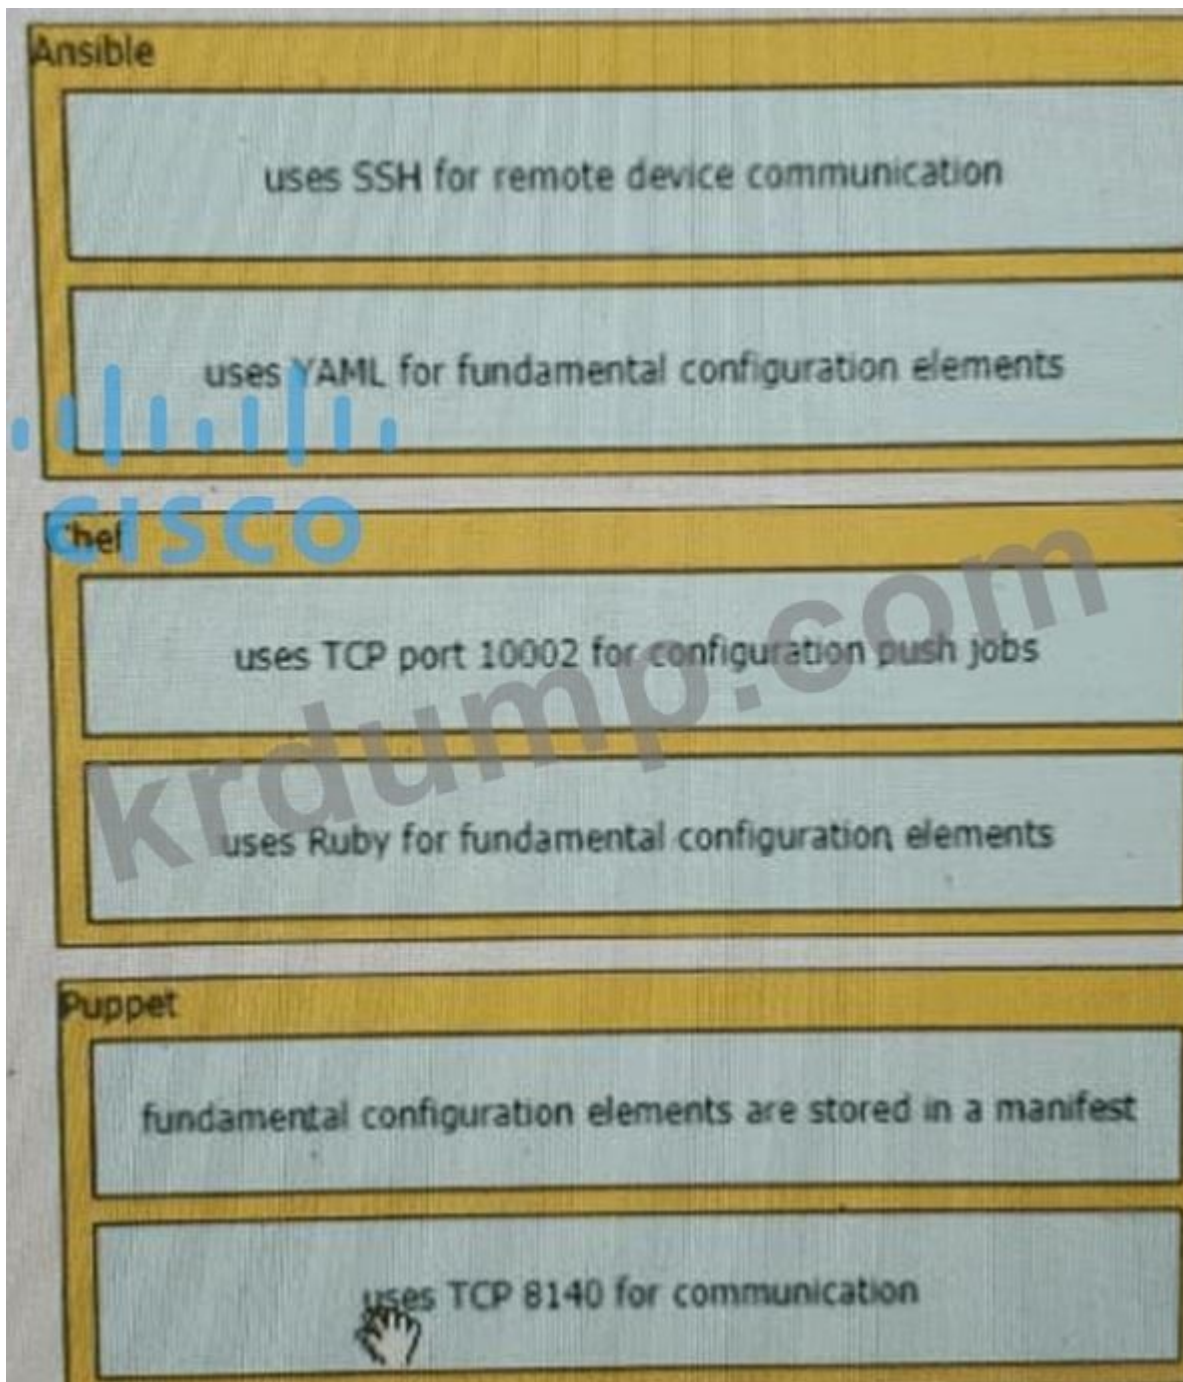 Ansible
uses SSH for remote device communication
uses YAML for fundamental configuration elements
CISCO
Chef
uses TCP port 10002 for configuration push jobs
krdump.com
uses Ruby for fundamental configuration elements
Puppet
fundamental configuration elements are stored in a manifest
uses TCP 8140 for communication